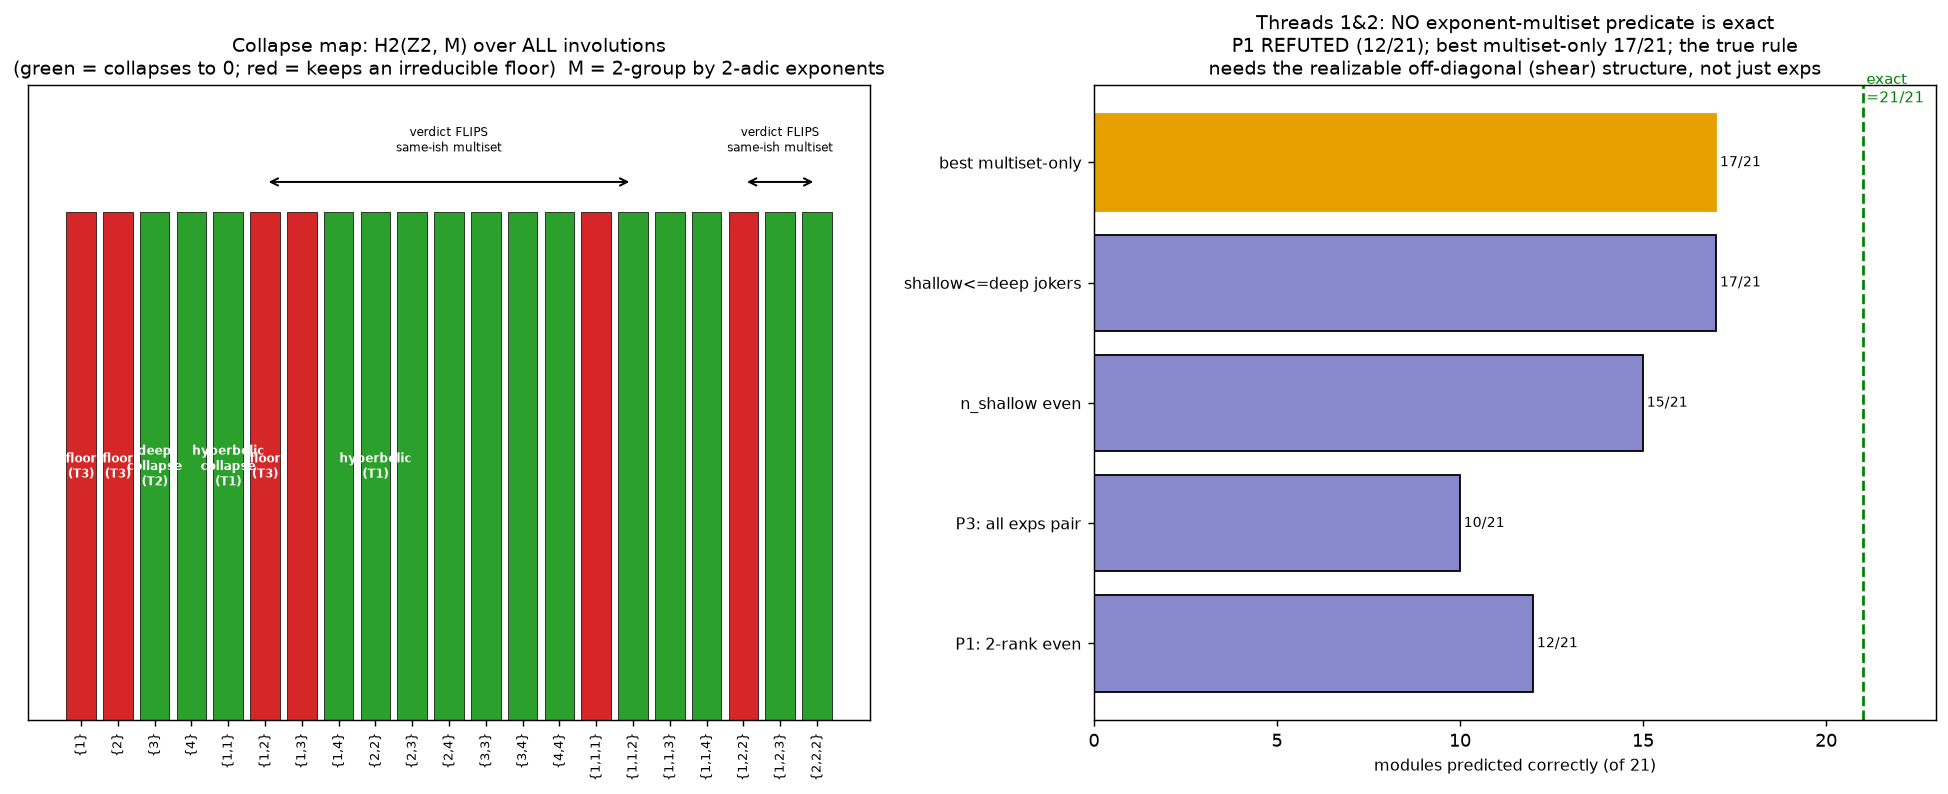 Collapse map: H2(Z2, M) over ALL involutions
(green = collapses to 0; red = keeps an irreducible floor)  M = 2-group by 2-adic exponents
verdict FLIPS
same-ish multiset
verdict FLIPS
same-ish multiset
floor
(T3)
floor
(T3)
deep
collapse
(T2)
hyperbolic
collapse
(T1)
floor
(T3)
hyperbolic
(T1)
{1}
{2}
{3}
{4}
{1,1}
{1,2}
{1,3}
{1,4}
{2,2}
{2,3}
{2,4}
{3,3}
{3,4}
{4,4}
{1,1,1}
{1,1,2}
{1,1,3}
{1,1,4}
{1,2,2}
{1,2,3}
{2,2,2}
Threads 1&2: NO exponent-multiset predicate is exact
P1 REFUTED (12/21); best multiset-only 17/21; the true rule
needs the realizable off-diagonal (shear) structure, not just exps
exact
=21/21
best multiset-only
17/21
shallow<=deep jokers
17/21
n_shallow even
15/21
P3: all exps pair
10/21
P1: 2-rank even
12/21
0
5
10
15
20
modules predicted correctly (of 21)